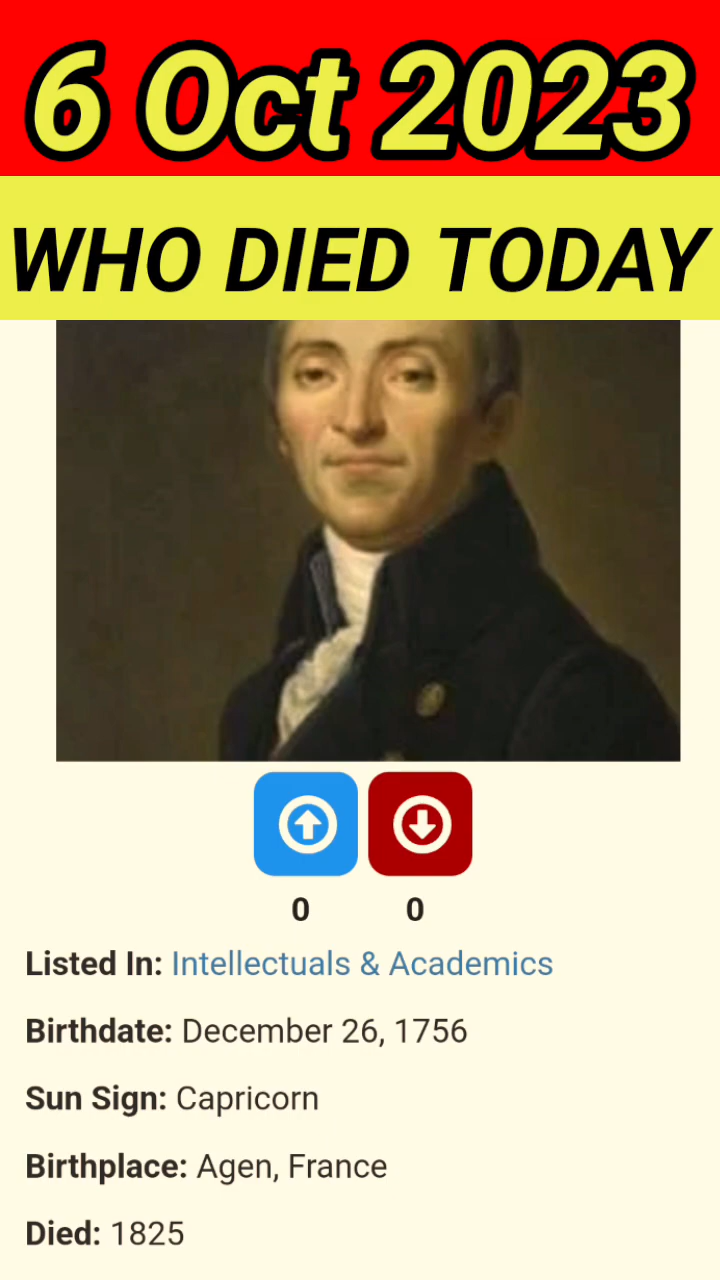 6 Oct 2023
WHO DIED TODAY
0 0
Listed In: Intellectuals & Academics
Birthdate: December 26, 1756
Sun Sign: Capricorn
Birthplace: Agen, France
Died: 1825